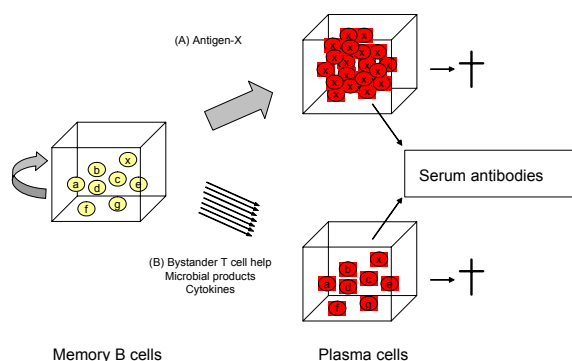 (A) Antigen-X
x x
x x x
x x x x
x x x
x x x x
x x
Serum antibodies
x
b
a d c e
f g
(B) Bystander T cell help
Microbial products
Cytokines
x
b
a d c e
f g
Memory B cells
Plasma cells